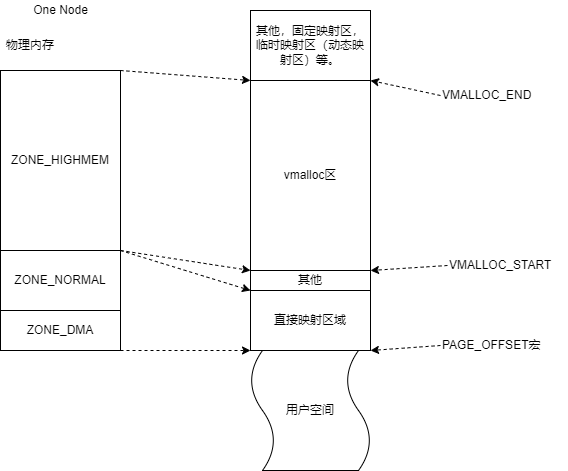 One Node
物理内存
ZONE_HIGHMEM
ZONE_NORMAL
ZONE_DMA
其他，固定映射区，
临时映射区（动态映
射区）等。
vmalloc区
其他
直接映射区域
用户空间
VMALLOC_END
VMALLOC_START
PAGE_OFFSET宏